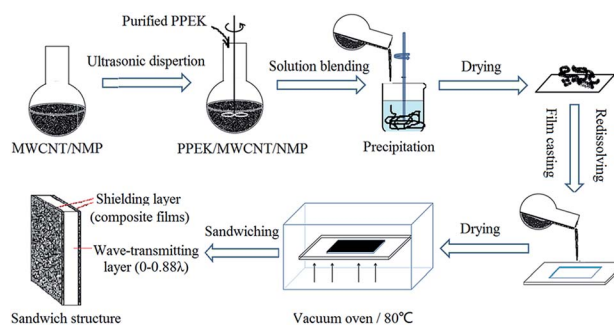 Purified PPEK
Ultrasonic dispertion
Solution blending
Drying
MWCNT/NMP
PPEK/MWCNT/NMP
Precipitation
Redissolving
Film casting
Shielding layer
(composite films)
Wave-transmitting
layer (0-0.88λ)
Sandwiching
Drying
Sandwich structure
Vacuum oven / 80℃